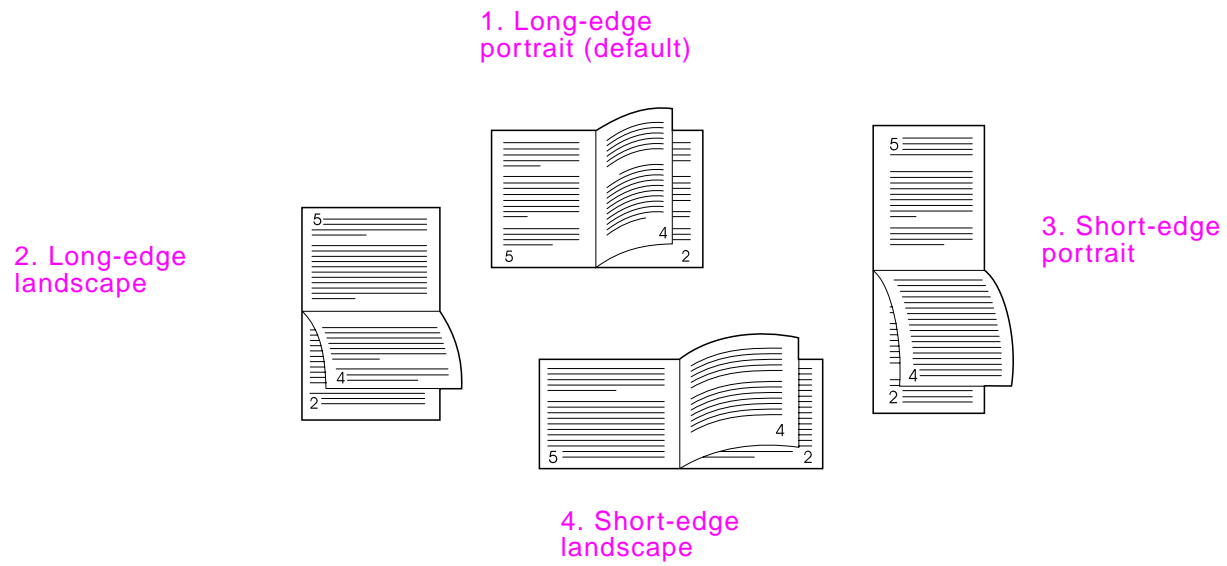 1. Long-edge
portrait (default)
5
4
2
2. Long-edge
landscape
5
4
2
3. Short-edge
portrait
5
4
2
5
4
2
4. Short-edge
landscape